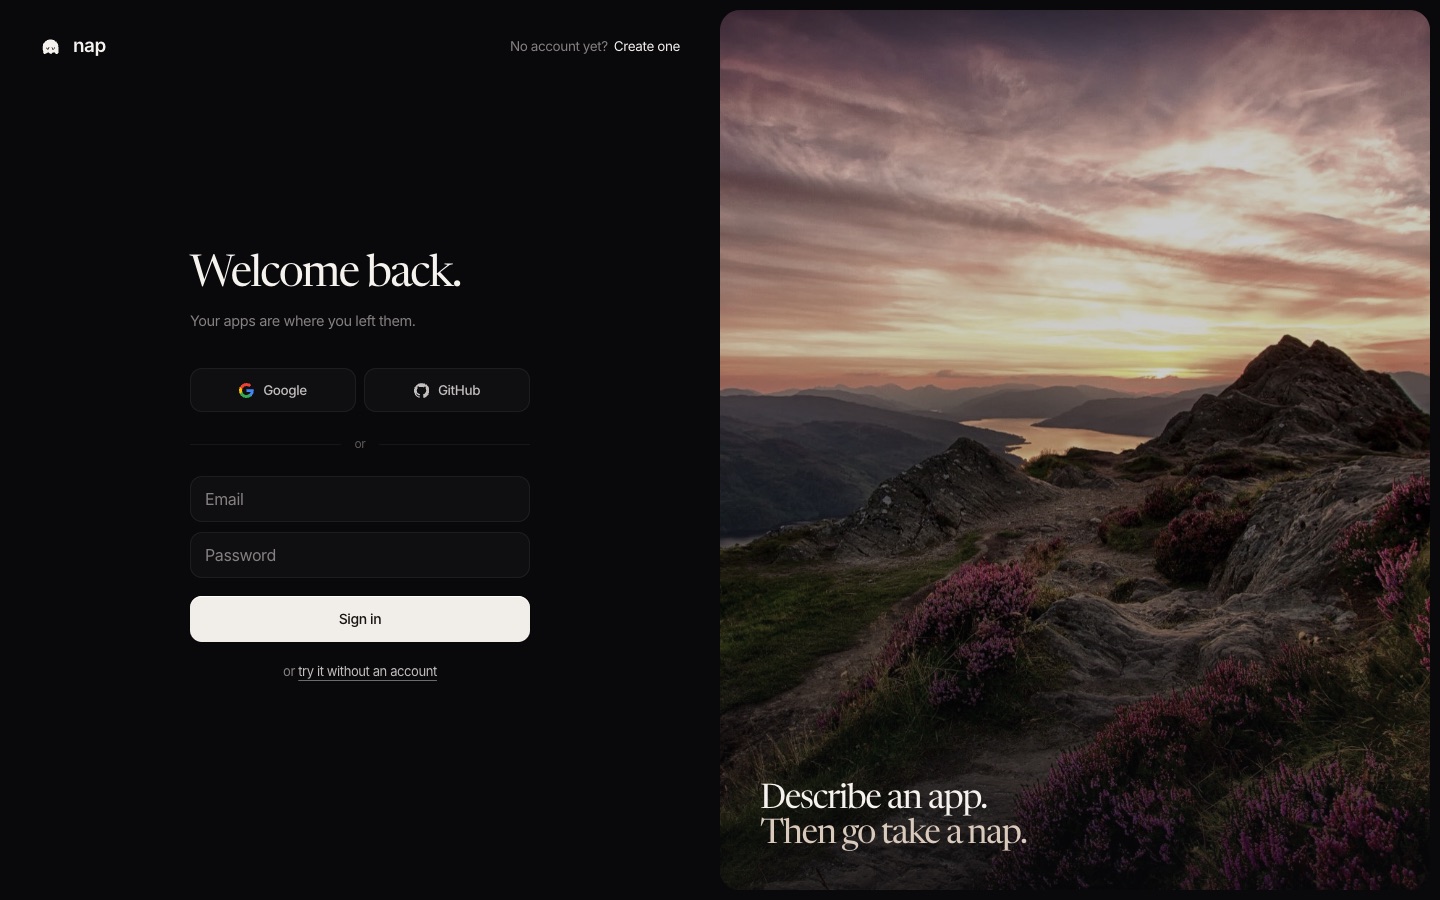 nap
No account yet? Create one
Welcome back.
Your apps are where you left them.
Google
GitHub
or
Email
Password
Sign in
or try it without an account
Describe an app.
Then go take a nap.